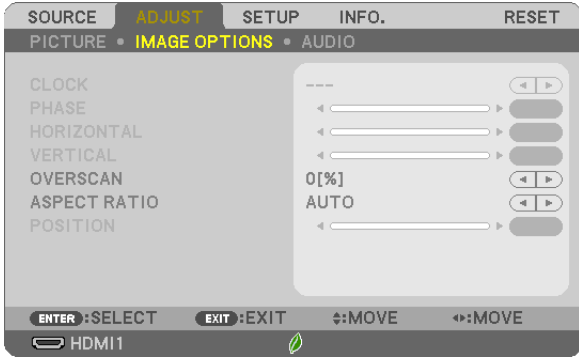 SOURCE ADJUST SETUP INFO. RESET
PICTURE • IMAGE OPTIONS • AUDIO
CLOCK ---
PHASE
HORIZONTAL
VERTICAL
OVERSCAN 0[%]
ASPECT RATIO AUTO
POSITION
ENTER :SELECT EXIT :EXIT :MOVE :MOVE
HDMI1